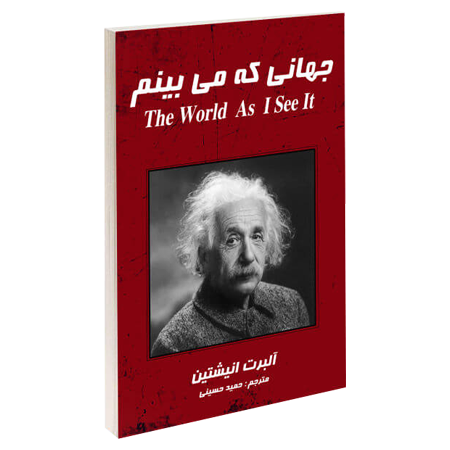 جهانی که می بینم
The World As I See It
آلبرت انیشتین
مترجم : حمید حسینی